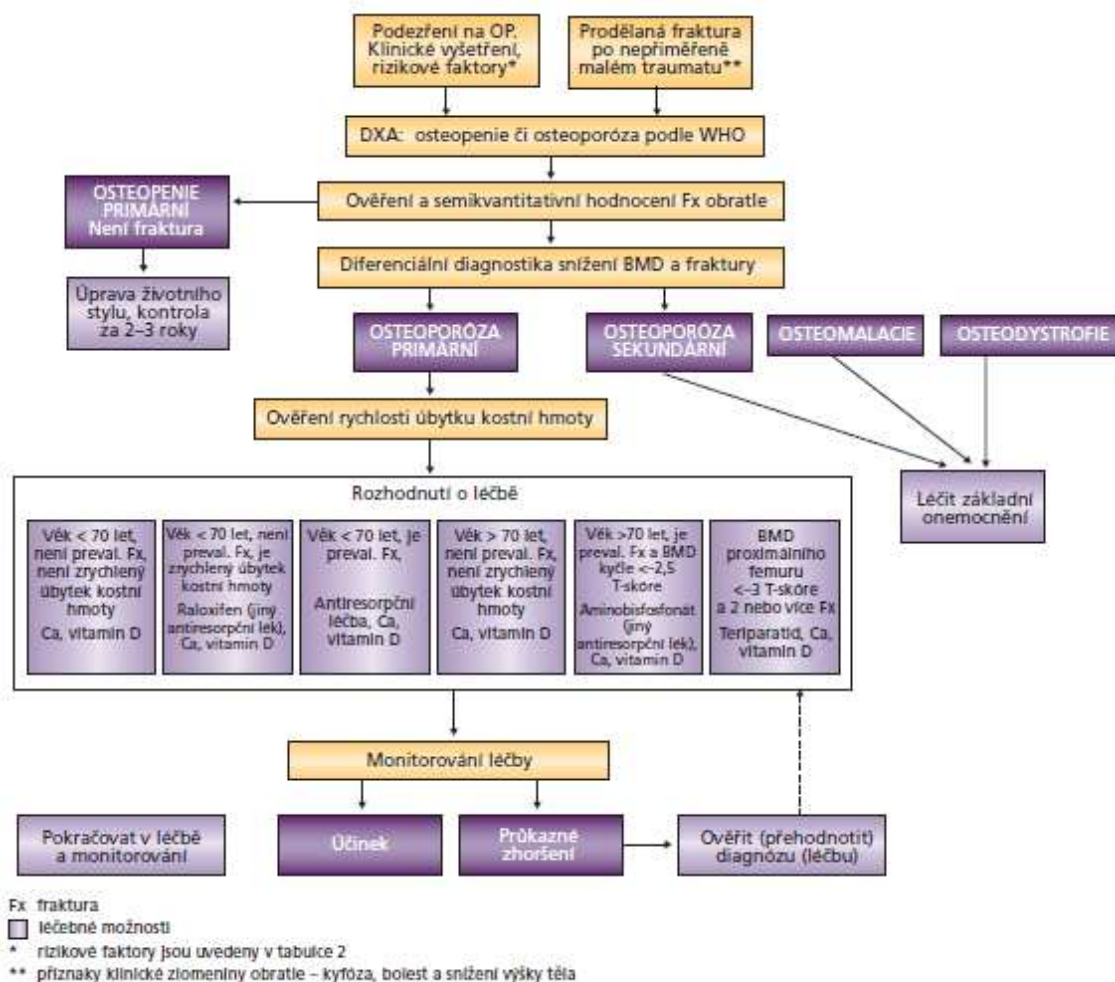 Podezření na OP.
Klinické vyšetření,
rizikové faktory*
Prodělaná fraktura
po nepřiměřeně
malém traumatu**
DXA: osteopenie či osteoporóza podle WHO
OSTEOPENIE
PRIMÁRNÍ
Není fraktura
Ověření a semikvantitativní hodnocení Fx obratle
Diferenciální diagnostika snížení BMD a fraktury
Úprava životního
stylu, kontrola
za 2–3 roky
OSTEOPORÓZA
PRIMÁRNÍ
OSTEOPORÓZA
SEKUNDÁRNÍ
OSTEOMALACIE
OSTEODYSTROFIE
Ověření rychlosti úbytku kostní hmoty
Léčit základní
onemocnění
Rozhodnutí o léčbě
Věk < 70 let,
není preval. Fx,
není zrychlený
úbytek kostní
hmoty
Ca, vitamin D
Věk < 70 let, není
preval. Fx, je
zrychlený úbytek
kostní hmoty
Raloxifen (jiný
antiresorpční lék),
Ca, vitamin D
Věk < 70 let, je
preval. Fx,
Antiresorpční
léčba, Ca,
vitamin D
Věk > 70 let,
není preval. Fx,
není zrychlený
úbytek kostní
hmoty
Ca, vitamin D
Věk >70 let, je
preval. Fx a BMD
kyčle <-2,5
T-skóre
Aminobisfosfonát
(jiný
antiresorpční lék),
Ca, vitamin D
BMD
proximálního
femuru
<-3 T-skóre
a 2 nebo více Fx
Teriparatid, Ca,
vitamin D
Monitorování léčby
Pokračovat v léčbě
a monitorování
Účinek
Průkazné
zhoršení
Ověřit (přehodnotit)
diagnózu (léčbu)
Fx fraktura
léčebné možnosti
* rizikové faktory jsou uvedeny v tabulce 2
** příznaky klinické zlomeniny obratle – kyfóza, bolest a snížení výšky těla